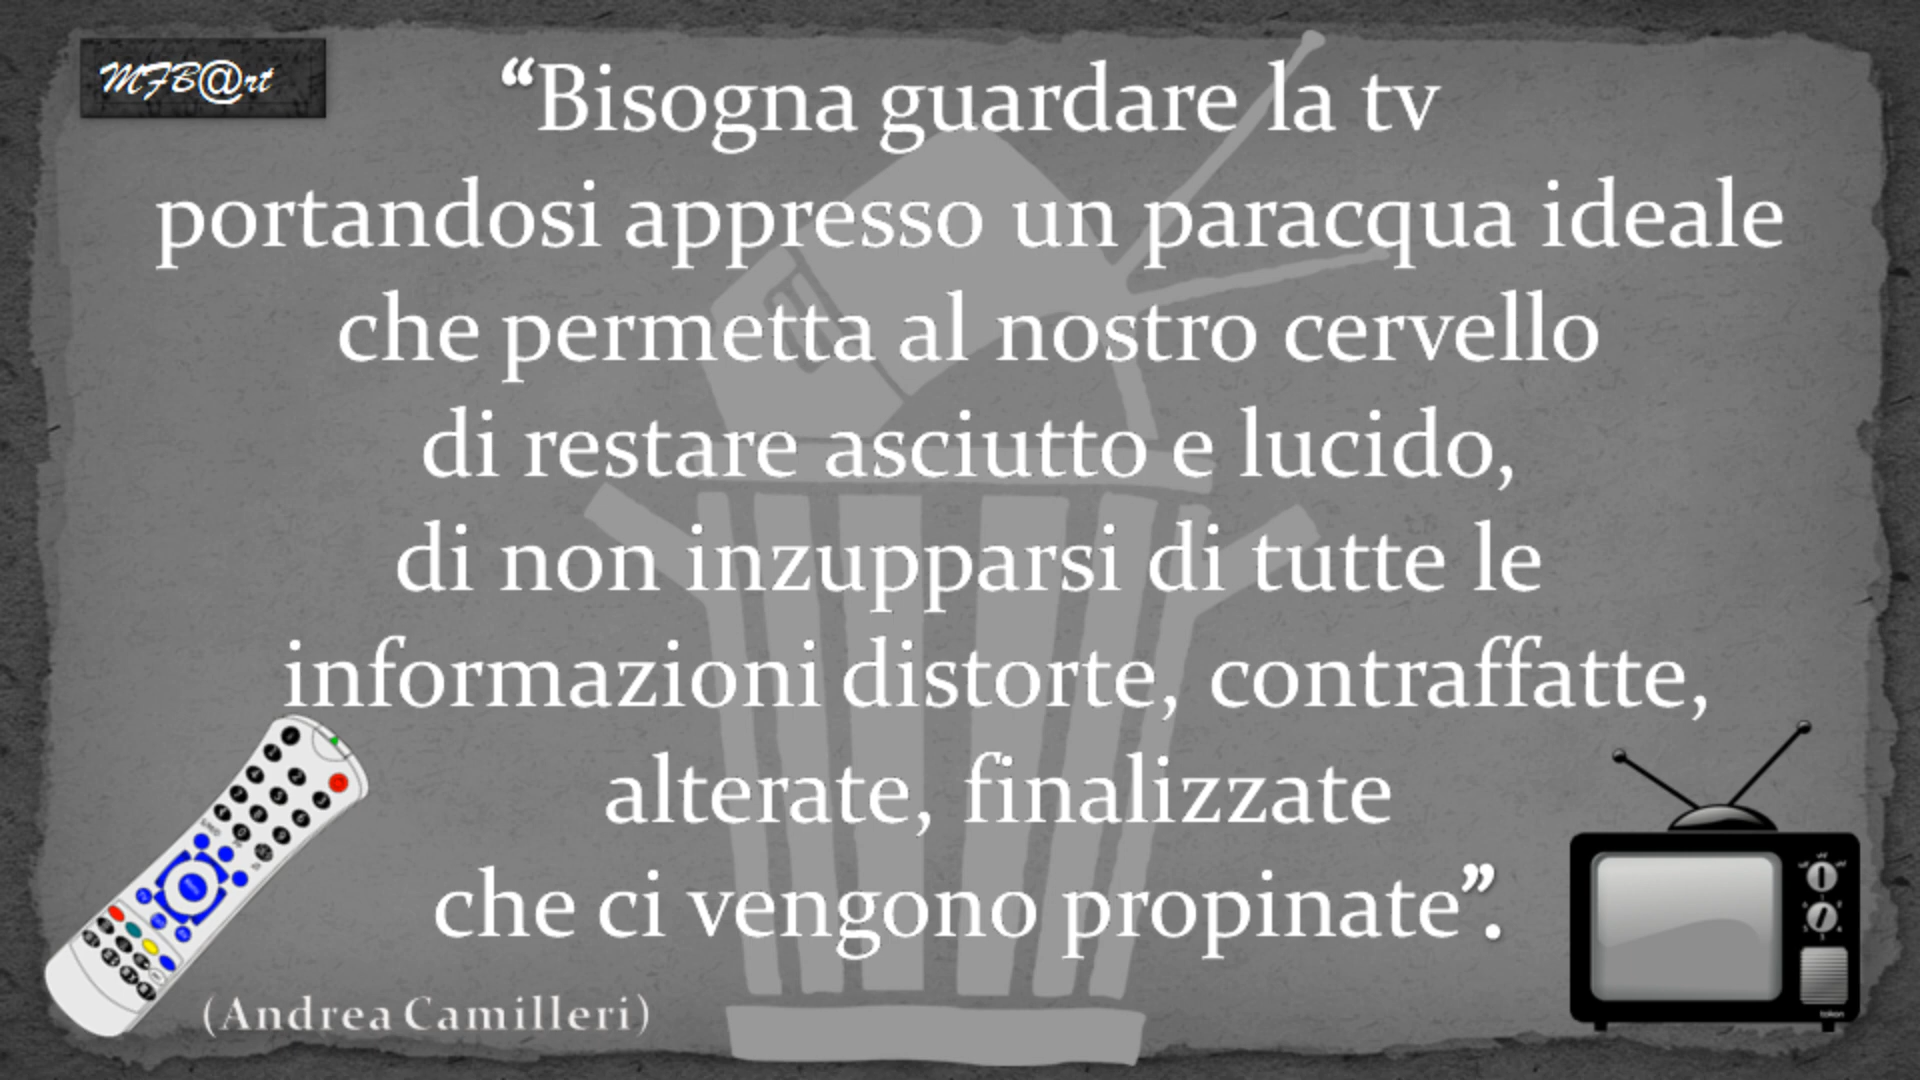 MFB@rt
“Bisogna guardare la tv
portandosi appresso un paracqua ideale
che permetta al nostro cervello
di restare asciutto e lucido,
di non inzupparsi di tutte le
informazioni distorte, contraffatte,
alterate, finalizzate
che ci vengono propinate”.
(Andrea Camilleri)